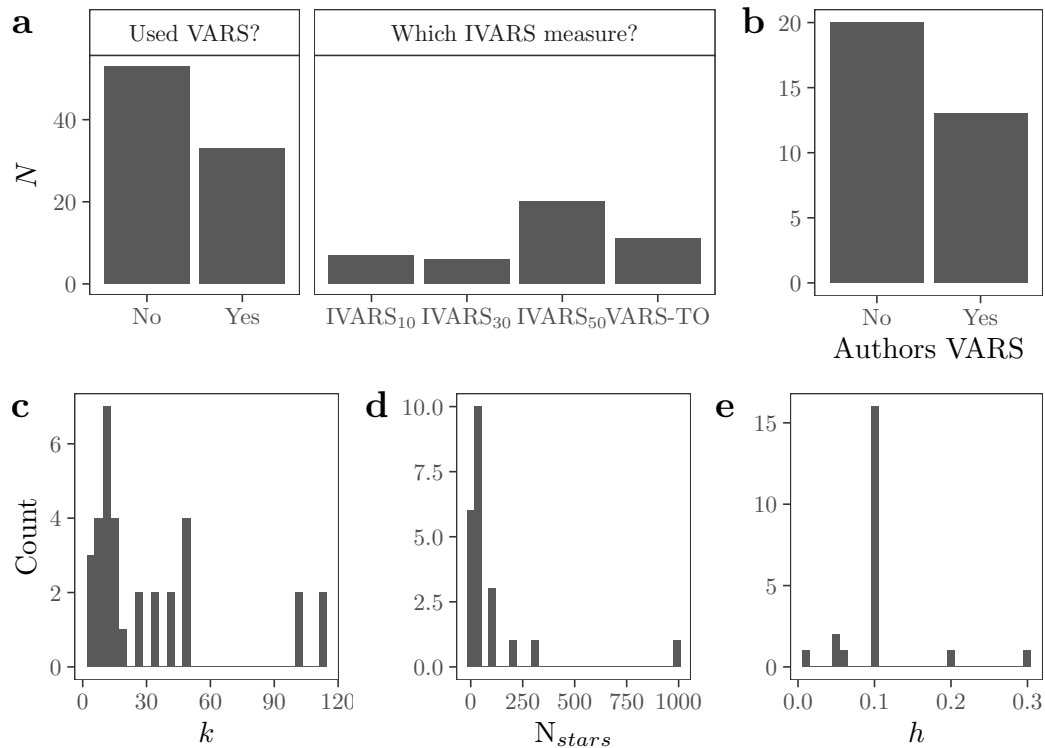 a
Used VARS?
Which IVARS measure?
N
40
20
0
No
Yes
IVARS10
IVARS30
IVARS50
VARS-TO
b
20
15
10
5
0
No
Yes
Authors VARS
c
Count
6
4
2
0
0
30
60
90
120
k
d
10.0
7.5
5.0
2.5
0.0
0
250
500
750
1000
Nstars
e
15
10
5
0
0.0
0.1
0.2
0.3
h